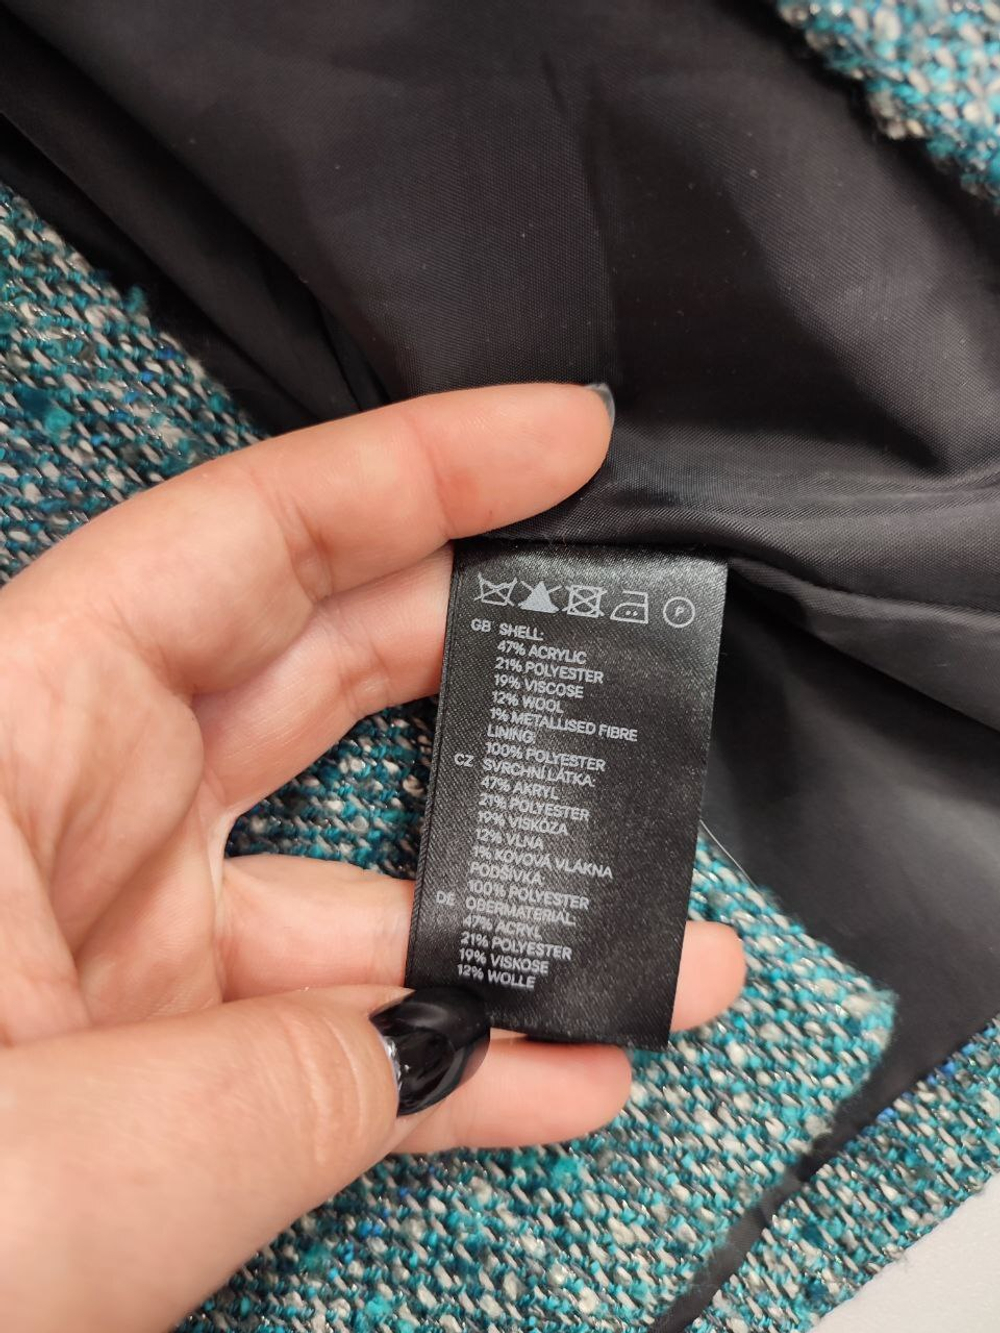 P
GB SHELL:
47% ACRYLIC
21% POLYESTER
19% VISCOSE
12% WOOL
1% METALLISED FIBRE
LINING:
100% POLYESTER
CZ SVRCHNÍ LÁTKA:
47% AKRYL
21% POLYESTER
19% VISKÓZA
12% VLNA
1% KOVOVÁ VLÁKNA
PODŠÍVKA:
100% POLYESTER
DE OBERMATERIAL:
47% ACRYL
21% POLYESTER
19% VISKOSE
12% WOLLE